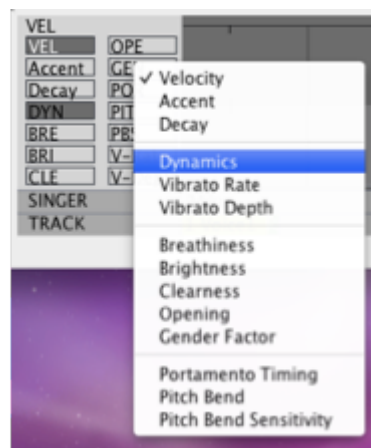 VEL
VEL OPE
Accent GE
Decay PO
DYN PIT
BRE PB
BRI V-
CLE V-
SINGER
TRACK
✓ Velocity
Accent
Decay
Dynamics
Vibrato Rate
Vibrato Depth
Breathiness
Brightness
Clearness
Opening
Gender Factor
Portamento Timing
Pitch Bend
Pitch Bend Sensitivity